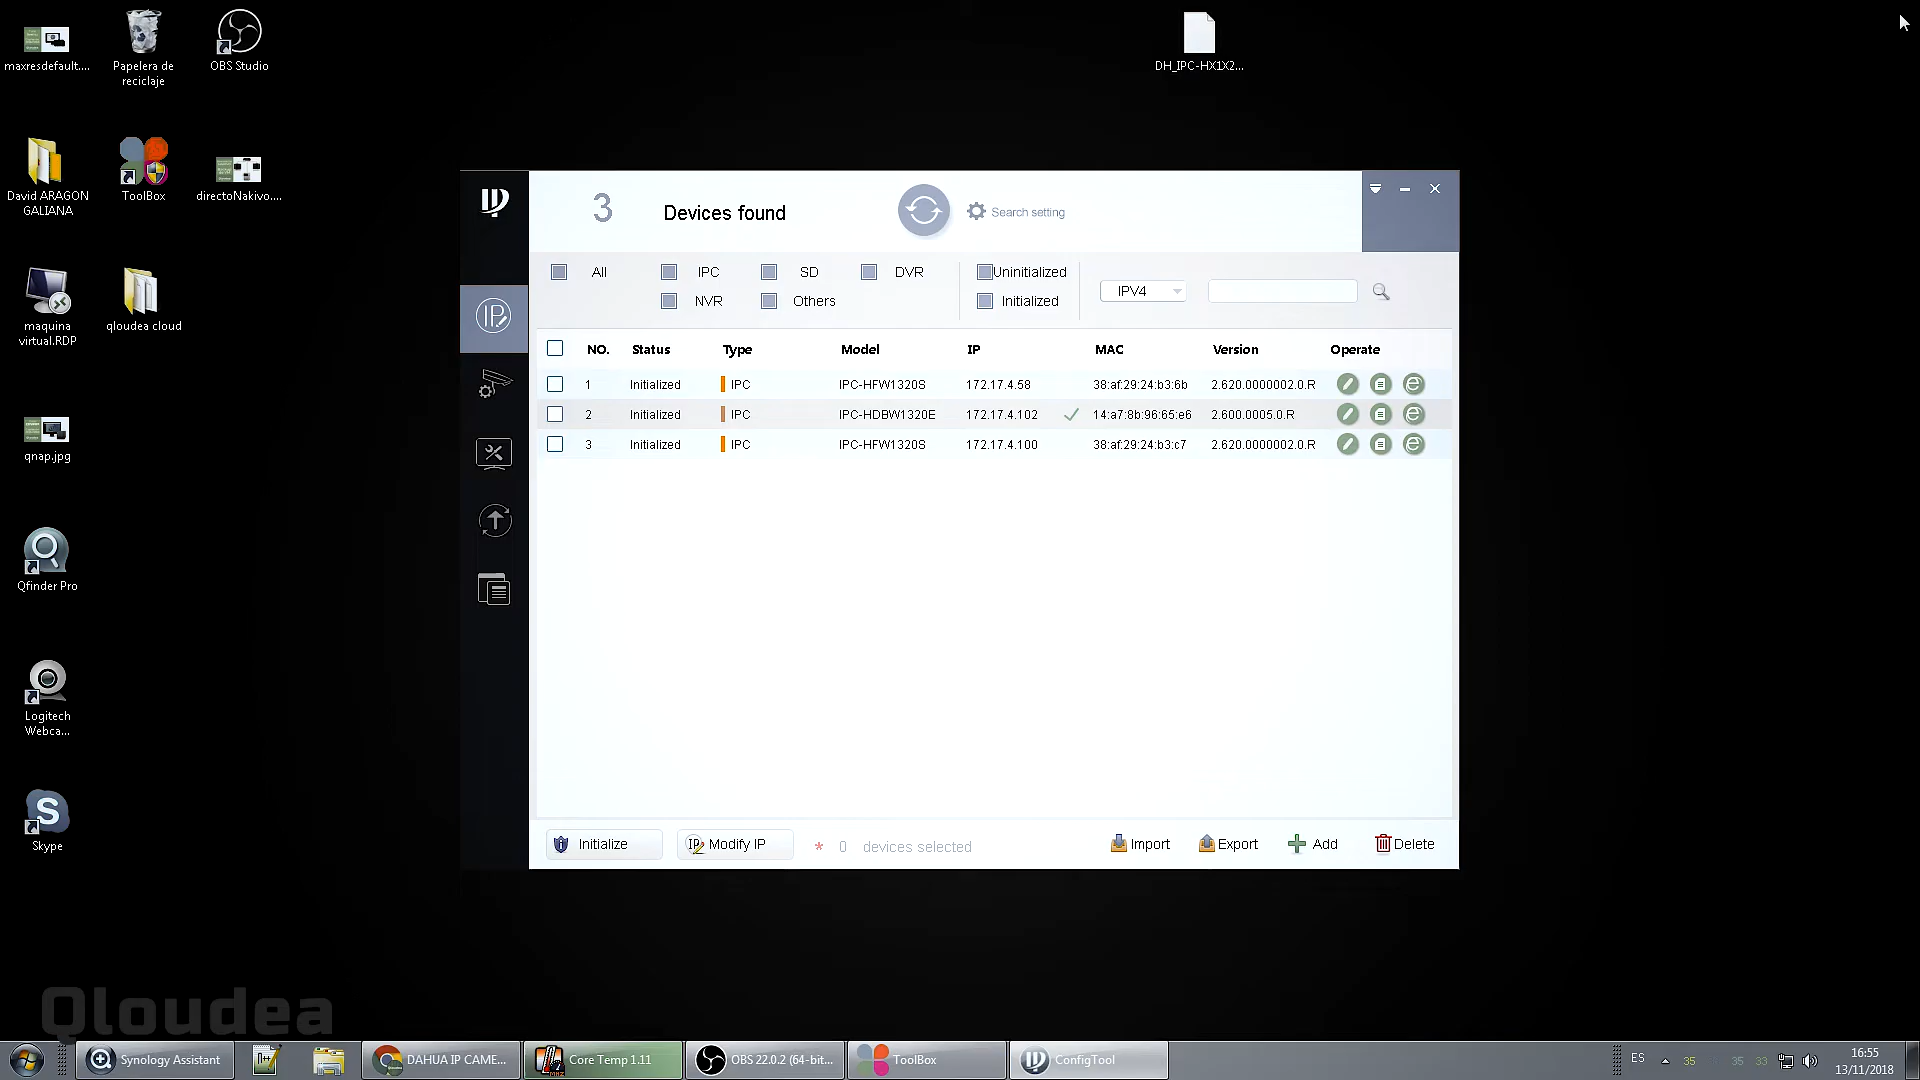 maxresdefault....
Papelera de
reciclaje
OBS Studio
DH_IPC-HX1X2...
David ARAGON
GALIANA
ToolBox
directoNakivo....
maquina
virtual.RDP
qloudea cloud
qnap.jpg
Qfinder Pro
Logitech
Webca...
Skype
3 Devices found Search setting
All IPC SD DVR Uninitialized
NVR Others Initialized
IPV4
NO. Status Type Model IP MAC Version Operate
1 Initialized IPC IPC-HFW1320S 172.17.4.58 38:af:29:24:b3:6b 2.620.0000002.0.R
2 Initialized IPC IPC-HDBW1320E 172.17.4.102 14:a7:8b:96:65:e6 2.600.0005.0.R
3 Initialized IPC IPC-HFW1320S 172.17.4.100 38:af:29:24:b3:c7 2.620.0000002.0.R
Initialize IP Modify IP * 0 devices selected Import Export Add Delete
Qloudea
Synology Assistant DAHUA IP CAME... Core Temp 1.11 OBS 22.0.2 (64-bit... ToolBox ConfigTool ES 35 35 33 16:55
13/11/2018